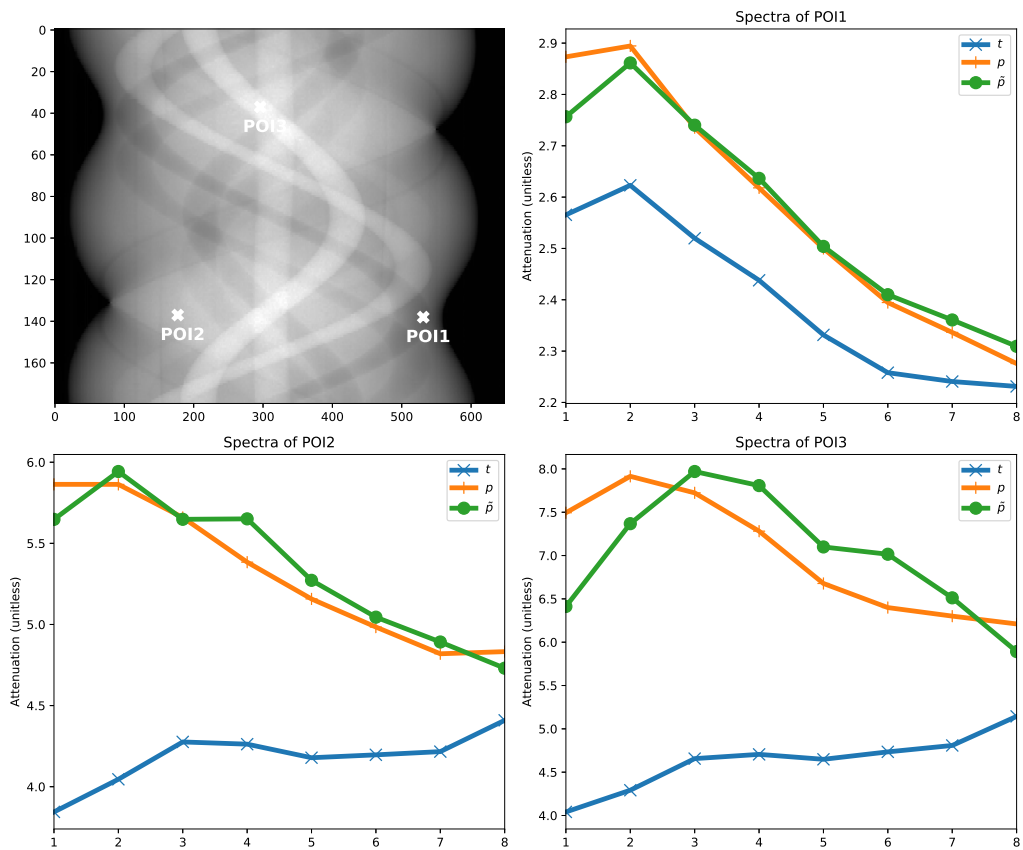 Spectra of POI1
0
20
40
60
80
100
120
140
160
0 100 200 300 400 500 600
POI3
POI2
POI1
Attenuation (unitless)
2.9
2.8
2.7
2.6
2.5
2.4
2.3
2.2
1 2 3 4 5 6 7 8
t
p
p̃
Spectra of POI2
Attenuation (unitless)
6.0
5.5
5.0
4.5
4.0
1 2 3 4 5 6 7 8
t
p
p̃
Spectra of POI3
Attenuation (unitless)
8.0
7.5
7.0
6.5
6.0
5.5
5.0
4.5
4.0
1 2 3 4 5 6 7 8
t
p
p̃